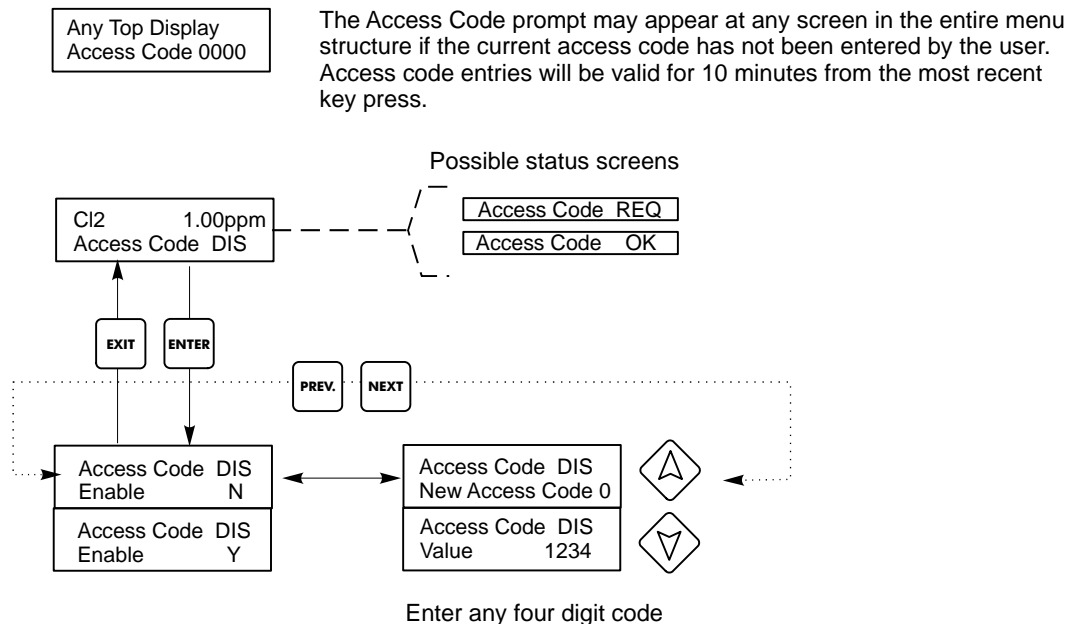 Any Top Display
Access Code 0000
The Access Code prompt may appear at any screen in the entire menu
structure if the current access code has not been entered by the user.
Access code entries will be valid for 10 minutes from the most recent
key press.
Possible status screens
Cl2 1.00ppm
Access Code DIS
Access Code REQ
Access Code OK
EXIT
ENTER
PREV.
NEXT
Access Code DIS
Enable N
Access Code DIS
Enable Y
Access Code DIS
New Access Code 0
Access Code DIS
Value 1234
Enter any four digit code